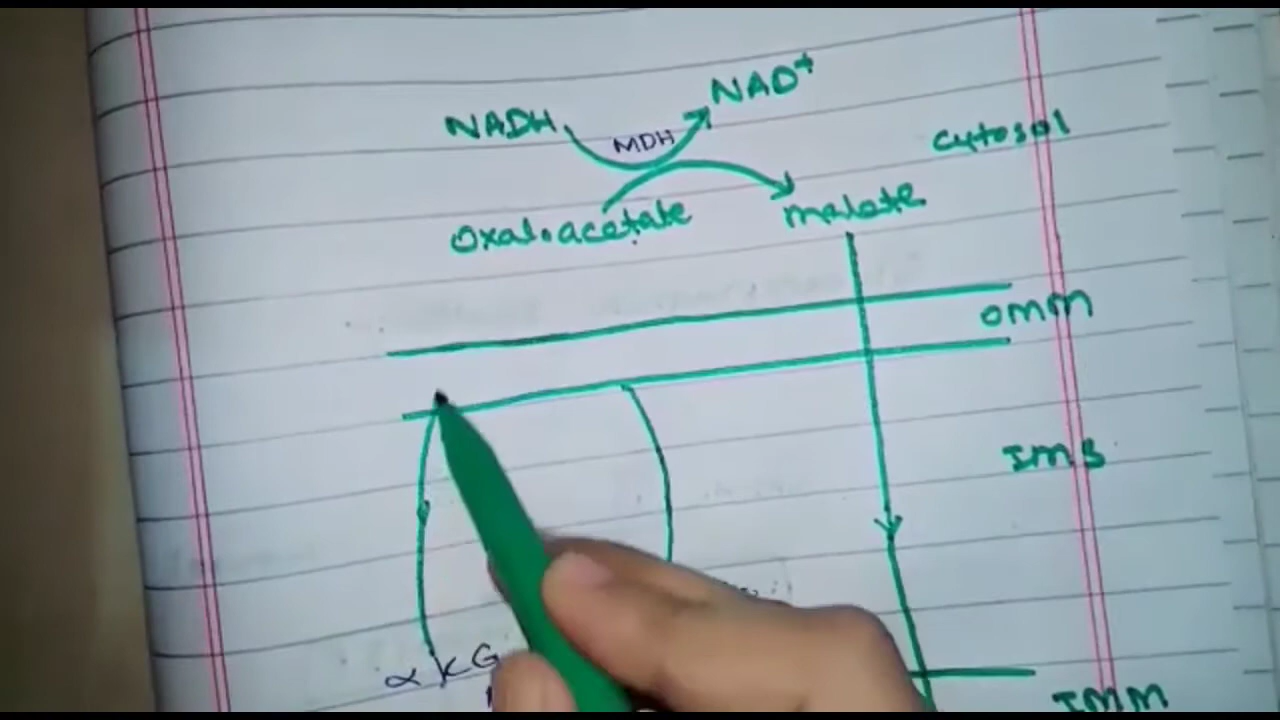 NAD+
NADH
MDH
cytosol
malate
Oxaloacetate
OMM
IMS
αKG
IMM